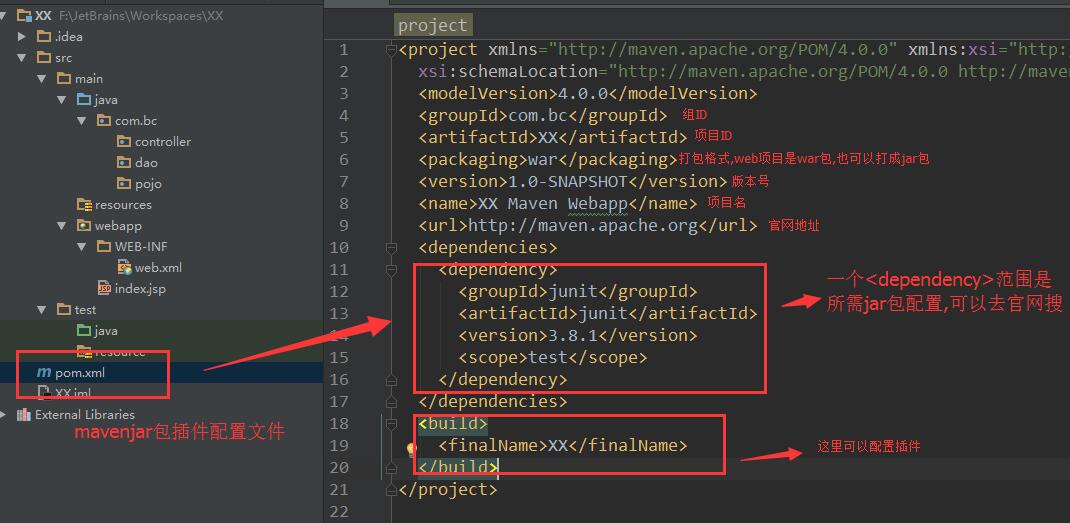 XX F:\JetBrains\Workspaces\XX
.idea
src
main
java
com.bc
controller
dao
pojo
resources
webapp
WEB-INF
web.xml
index.jsp
test
java
resource
pom.xml
XX.iml
External Libraries
mavenjar包插件配置文件
project
1 <project xmlns="http://maven.apache.org/POM/4.0.0" xmlns:xsi="http:
2 xsi:schemaLocation="http://maven.apache.org/POM/4.0.0 http://maven
3 <modelVersion>4.0.0</modelVersion>
4 <groupId>com.bc</groupId> 组ID
5 <artifactId>XX</artifactId> 项目ID
6 <packaging>war</packaging>打包格式,web项目是war包,也可以打成jar包
7 <version>1.0-SNAPSHOT</version> 版本号
8 <name>XX Maven Webapp</name> 项目名
9 <url>http://maven.apache.org</url> 官网地址
10 <dependencies>
11 <dependency>
12 <groupId>junit</groupId>
13 <artifactId>junit</artifactId>
14 <version>3.8.1</version>
15 <scope>test</scope>
16 </dependency>
17 </dependencies>
18 <build>
19 <finalName>XX</finalName>
20 </build>
21 </project>
22
一个<dependency>范围是
所需jar包配置,可以去官网搜
这里可以配置插件